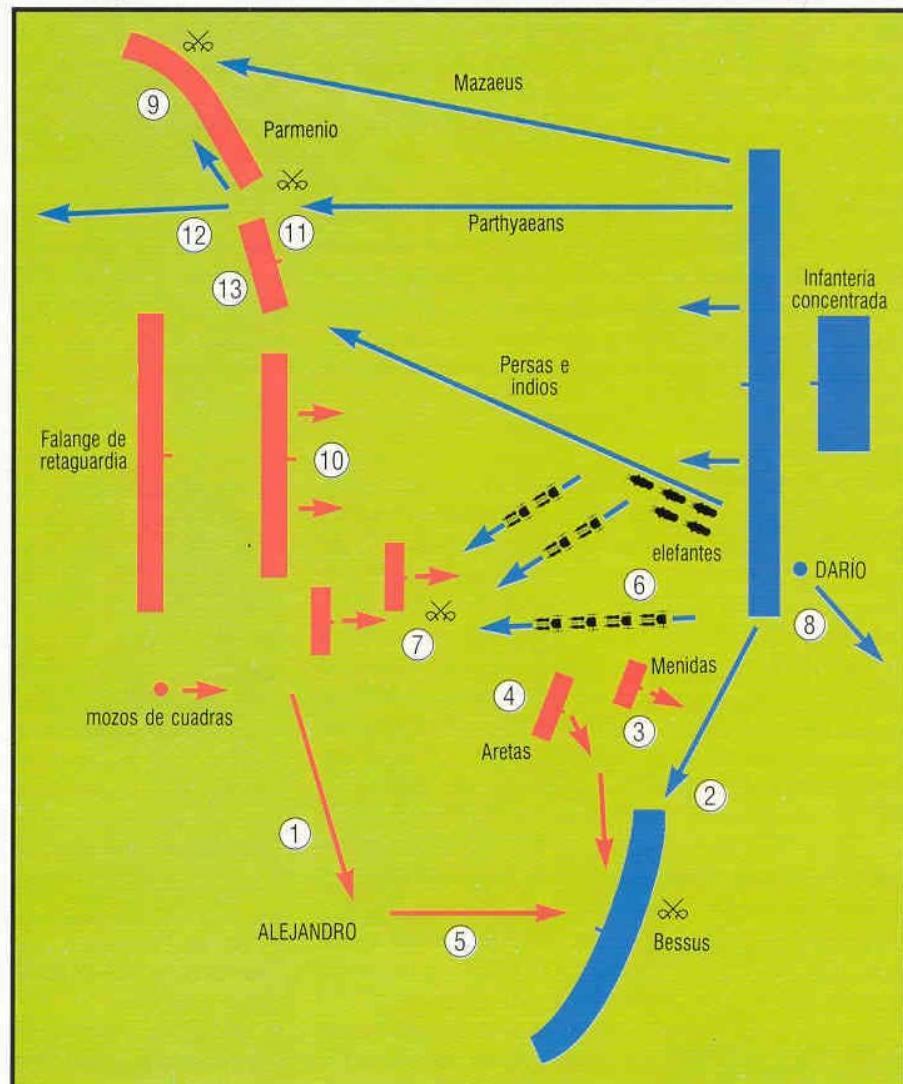 Mazaeus
9
Parmenio
Parthyaeans
12
11
13
Infantería
concentrada
Persas e
indios
Falange de
retaguardia
10
elefantes
6
DARÍO
8
7
Menidas
4
3
mozos de cuadras
Aretas
2
1
ALEJANDRO
5
Bessus